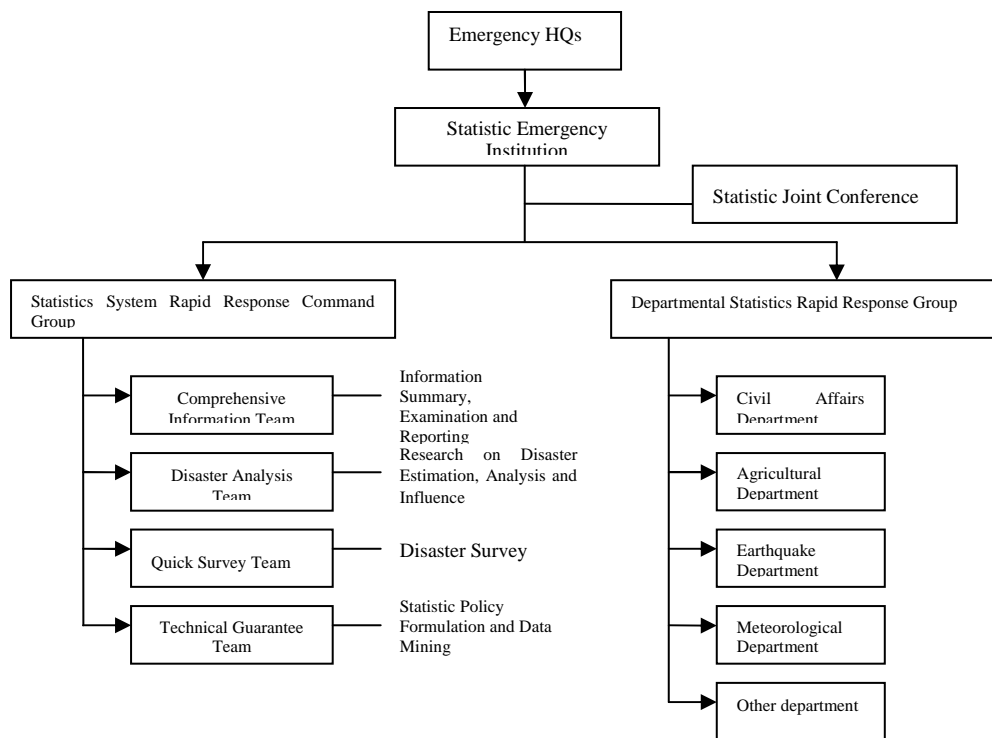 Emergency HQs
Statistic Emergency
Institution
Statistic Joint Conference
Statistics System Rapid Response Command
Group
Departmental Statistics Rapid Response Group
Comprehensive
Information Team
Information
Summary,
Examination and
Reporting
Disaster Analysis
Team
Research on Disaster
Estimation, Analysis and
Influence
Quick Survey Team
Disaster Survey
Technical Guarantee
Team
Statistic Policy
Formulation and Data
Mining
Civil Affairs
Department
Agricultural
Department
Earthquake
Department
Meteorological
Department
Other department